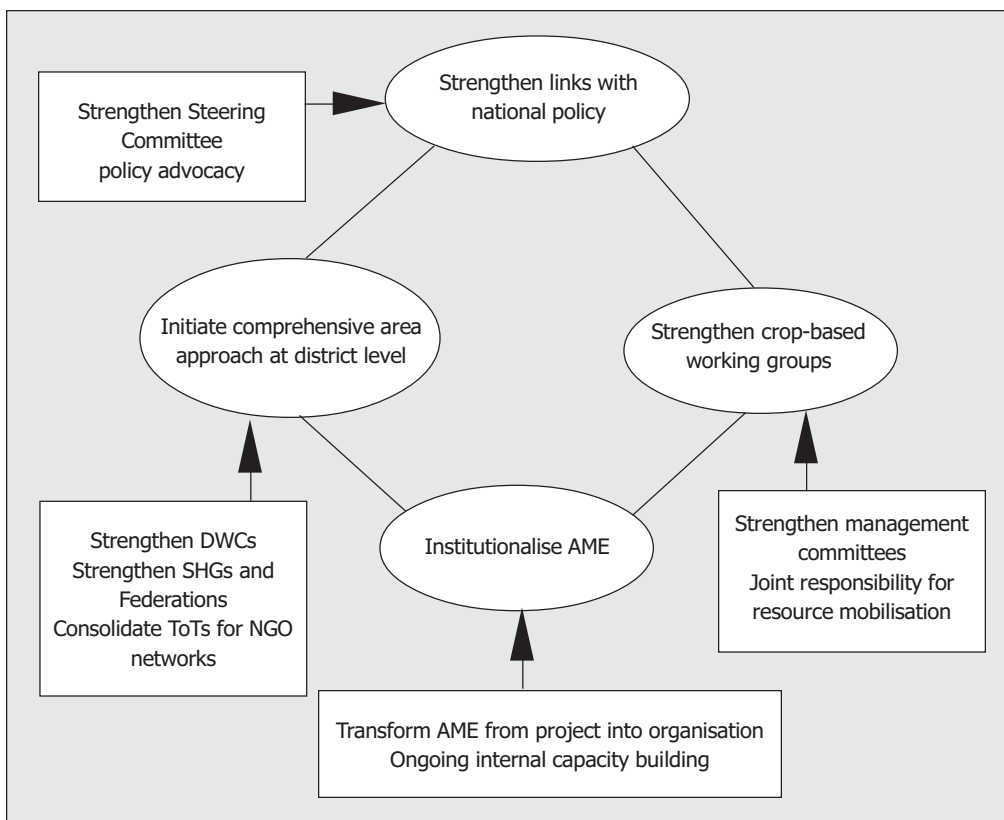 Strengthen links with
national policy
Strengthen Steering
Committee
policy advocacy
Initiate comprehensive area
approach at district level
Strengthen crop-based
working groups
Institutionalise AME
Strengthen DWCs
Strengthen SHGs and
Federations
Consolidate ToTs for NGO
networks
Strengthen management
committees
Joint responsibility for
resource mobilisation
Transform AME from project into organisation
Ongoing internal capacity building